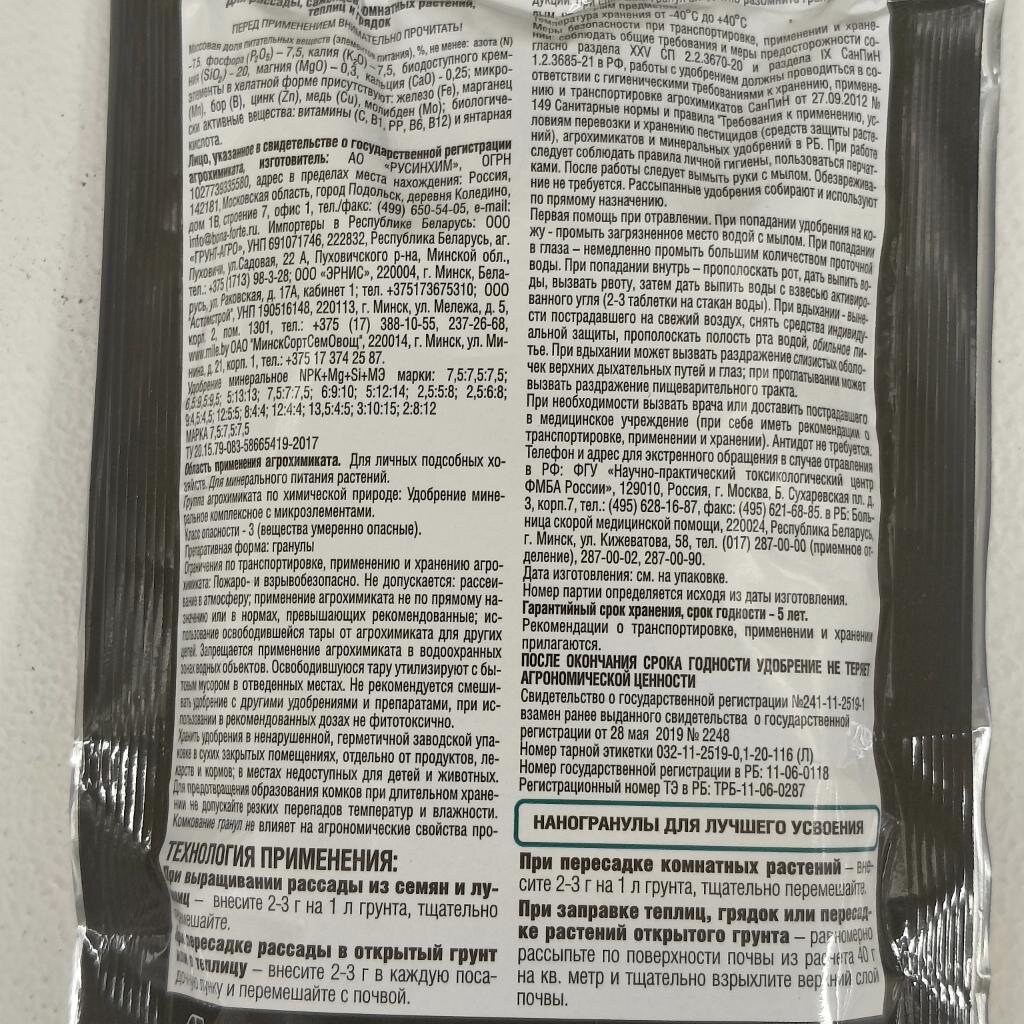 для рассады, саженцев
теплиц и комнатных растений,
грядок
ПЕРЕД ПРИМЕНЕНИЕМ ВНИМАТЕЛЬНО ПРОЧИТАТЬ!
Массовая доля питательных веществ (элементов питания), %, не менее: азота (N)
-7,5, фосфора (P₂O₅) – 7,5, калия (K₂O) -7,5, биодоступного крем-
ния (SiO₂) - 20, магния (MgO) – 0,3, кальция (CaO) - 0,25; микро-
элементы в хелатной форме присутствуют: железо (Fe), марганец
(Mn), бор (B), цинк (Zn), медь (Cu), молибден (Mo); биологиче-
ски активные вещества: витамины (C, B1, PP, B6, B12) и янтарная
кислота.
Лицо, указанное в свидетельстве о государственной регистрации
агрохимиката, изготовитель: АО «РУСИНХИМ», ОГРН
1027739335580, адрес в пределах места нахождения: Россия,
142181, Московская область, город Подольск, деревня Коледино,
дом 1В, строение 7, офис 1, тел./факс: (499) 650-54-05, e-mail:
info@bona-forte.ru. Импортеры в Республике Беларусь: ООО
«ГРУНТ-АГРО», УНП 691071746, 222832, Республика Беларусь, аг.
Пуховичи, ул.Садовая, 22 А, Пуховичского р-на, Минской обл.,
тел.: +375 (1713) 98-3-28; ООО «ЭРНИС», 220004, г. Минск, Бела-
русь, ул. Раковская, д. 17А, кабинет 1; тел. +375173675310; ООО
"Астомстрой", УНП 190516148, 220113, г. Минск, ул. Мележа, д. 5,
корп. 2, пом. 1301, тел.: +375 (17) 388-10-55, 237-26-68,
www.mile.by ОАО "МинскСортСемОвощ", 220014, г. Минск, ул. Ми-
нина, д. 21, корп. 1, тел.: +375 17 374 25 87.
Удобрение минеральное NPK+Mg+Si+МЭ марки: 7,5:7,5:7,5;
6,5:9,5:9,5; 5:13:13; 7,5:7:7,5; 6:9:10; 5:12:14; 2,5:5:8; 2,5:6:8;
9:4,5:4,5; 12:5:5; 8:4:4; 12:4:4; 13,5:4:5; 3:10:15; 2:8:12
МАРКА 7,5:7,5:7,5
ТУ 20.15.79-083-58665419-2017
Область применения агрохимиката. Для личных подсобных хо-
зяйств. Для минерального питания растений.
Группа агрохимиката по химической природе: Удобрение мине-
ральное комплексное с микроэлементами.
Класс опасности - 3 (вещества умеренно опасные).
Препаративная форма: гранулы
Ограничения по транспортировке, применению и хранению агро-
химиката: Пожаро- и взрывобезопасно. Не допускается: рассеи-
вание в атмосферу; применение агрохимиката не по прямому на-
значению или в нормах, превышающих рекомендованные; ис-
пользование освободившейся тары от агрохимиката для других
целей. Запрещается применение агрохимиката в водоохранных
зонах водных объектов. Освободившуюся тару утилизируют с бы-
товым мусором в отведенных местах. Не рекомендуется смеши-
вать удобрение с другими удобрениями и препаратами, при ис-
пользовании в рекомендованных дозах не фитотоксично.
Хранить удобрения в ненарушенной, герметичной заводской упа-
ковке в сухих закрытых помещениях, отдельно от продуктов, ле-
карств и кормов; в местах недоступных для детей и животных.
Для предотвращения образования комков при длительном хране-
нии не допускайте резких перепадов температур и влажности.
Комкование гранул не влияет на агрономические свойства про-
ТЕХНОЛОГИЯ ПРИМЕНЕНИЯ:
При выращивании рассады из семян и лу-
ковиц – внесите 2-3 г на 1 л грунта, тщательно
перемешайте.
При пересадке рассады в открытый грунт
или в теплицу – внесите 2-3 г в каждую поса-
дочную лунку и перемешайте с почвой.
Температура хранения от -40°С до +40°С
Меры безопасности при транспортировке, применении и хране-
нии: соблюдать общие требования и меры предосторожности со-
гласно раздела XXV СП 2.2.3670-20 и раздела IX СанПиН
1.2.3685-21 в РФ, работы с удобрением должны проводиться в со-
ответствии с гигиеническими требованиями к хранению, примене-
нию и транспортировке агрохимикатов СанПиН от 27.09.2012 №
149 Санитарные нормы и правила "Требования к применению, ус-
ловиям перевозки и хранению пестицидов (средств защиты расте-
ний), агрохимикатов и минеральных удобрений в РБ. При работе
следует соблюдать правила личной гигиены, пользоваться перчат-
ками. После работы следует вымыть руки с мылом. Обезврежива-
ние не требуется. Рассыпанные удобрения собирают и используют
по прямому назначению.
Первая помощь при отравлении. При попадании удобрения на ко-
жу - промыть загрязненное место водой с мылом. При попадании
в глаза – немедленно промыть большим количеством проточной
воды. При попадании внутрь – прополоскать рот, дать выпить во-
ды, вызвать рвоту, затем дать выпить воды с взвесью активиро-
ванного угля (2-3 таблетки на стакан воды). При вдыхании - выне-
сти пострадавшего на свежий воздух, снять средства индивиду-
альной защиты, прополоскать полость рта водой, обильное пи-
тье. При вдыхании может вызвать раздражение слизистых оболо-
чек верхних дыхательных путей и глаз; при проглатывании может
вызвать раздражение пищеварительного тракта.
При необходимости вызвать врача или доставить пострадавшего
в медицинское учреждение (при себе иметь рекомендации о
транспортировке, применении и хранении). Антидот не требуется.
Телефон и адрес для экстренного обращения в случае отравления
в РФ: ФГУ «Научно-практический токсикологический центр
ФМБА России», 129010, Россия, г. Москва, Б. Сухаревская пл. д.
3, корп.7, тел.: (495) 628-16-87, факс: (495) 621-68-85. в РБ: Боль-
ница скорой медицинской помощи, 220024, Республика Беларусь,
г. Минск, ул. Кижеватова, 58, тел. (017) 287-00-00 (приемное от-
деление), 287-00-02, 287-00-90.
Дата изготовления: см. на упаковке.
Номер партии определяется исходя из даты изготовления.
Гарантийный срок хранения, срок годности – 5 лет.
Рекомендации о транспортировке, применении и хранении
прилагаются.
ПОСЛЕ ОКОНЧАНИЯ СРОКА ГОДНОСТИ УДОБРЕНИЕ НЕ ТЕРЯЕТ
АГРОНОМИЧЕСКОЙ ЦЕННОСТИ
Свидетельство о государственной регистрации №241-11-2519-1
взамен ранее выданного свидетельства о государственной
регистрации от 28 мая 2019 № 2248
Номер тарной этикетки 032-11-2519-0,1-20-116 (Л)
Номер государственной регистрации в РБ: 11-06-0118
Регистрационный номер ТЭ в РБ: ТРБ-11-06-0287
НАНОГРАНУЛЫ ДЛЯ ЛУЧШЕГО УСВОЕНИЯ
При пересадке комнатных растений – вне-
сите 2-3 г на 1 л грунта, тщательно перемешайте.
При заправке теплиц, грядок или пересад-
ке растений открытого грунта – равномерно
рассыпьте по поверхности почвы из расчета 40 г
на кв. метр и тщательно взрыхлите верхний слой
почвы.